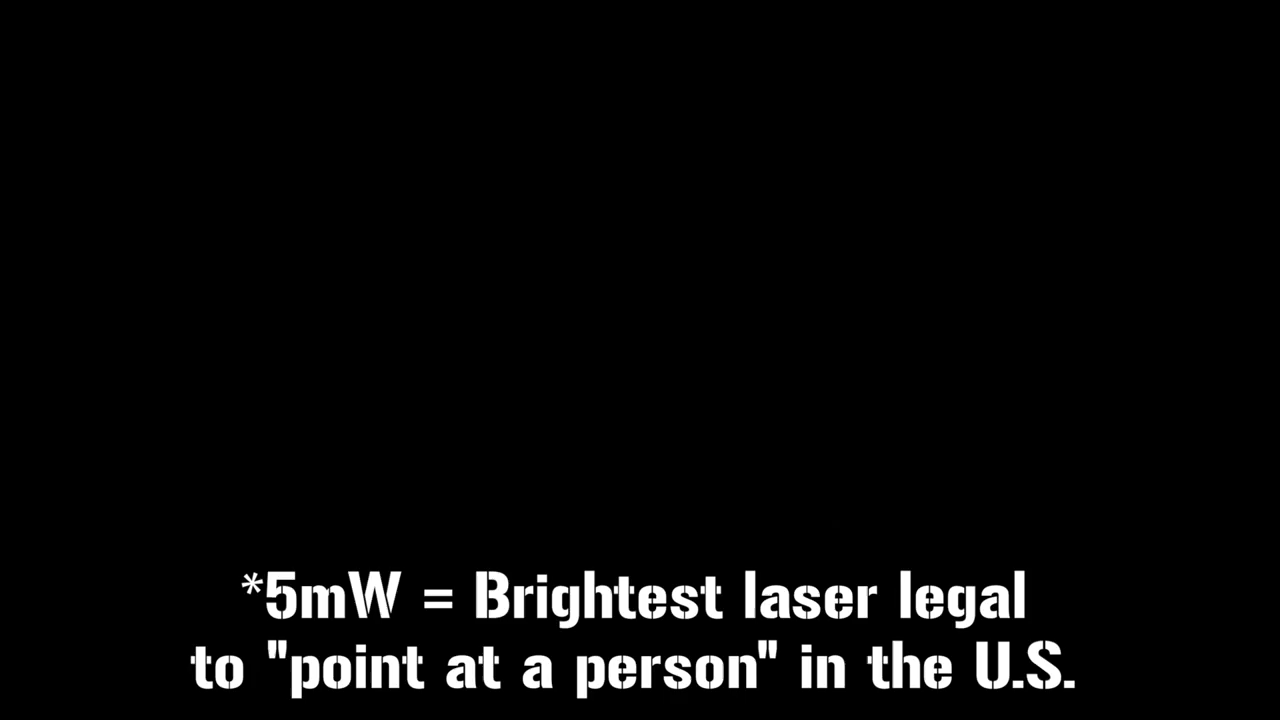 *5mW = Brightest laser legal
to "point at a person" in the U.S.